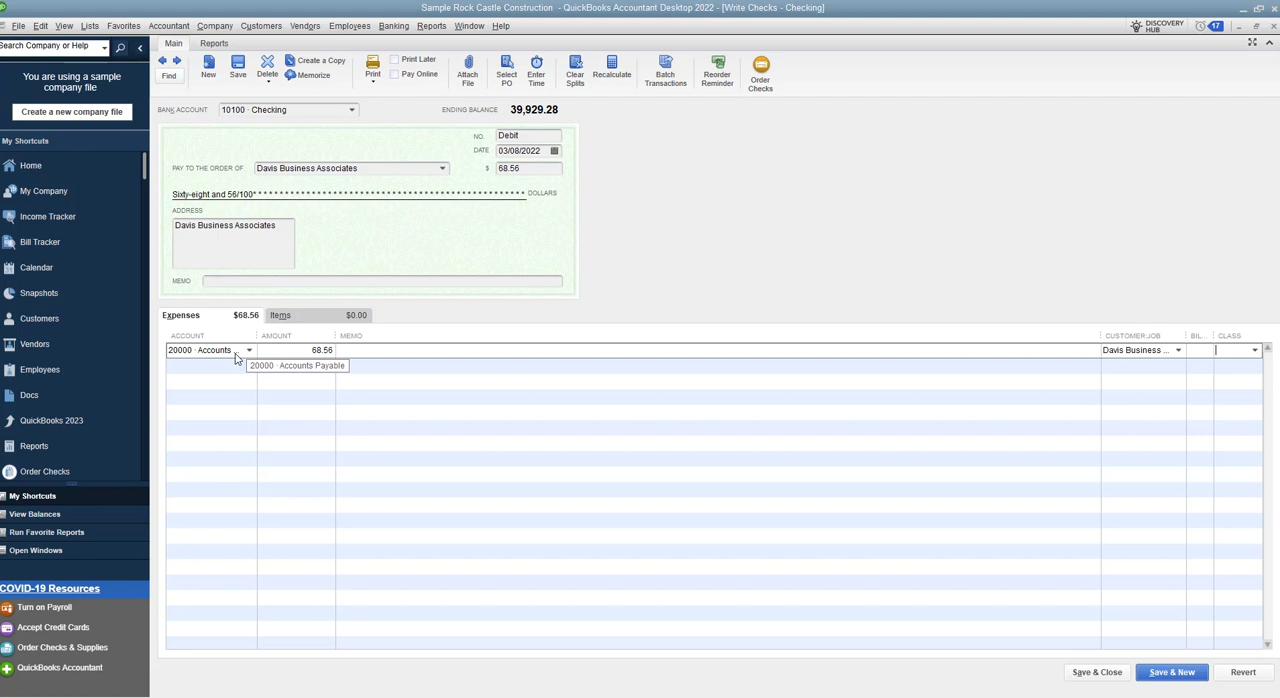 Sample Rock Castle Construction - QuickBooks Accountant Desktop 2022 - [Write Checks - Checking]
File Edit View Lists Favorites Accountant Company Customers Vendors Employees Banking Reports Window Help
DISCOVERY HUB 17
Search Company or Help
Main Reports
Find New Save Delete Create a Copy Memorize Print Print Later Pay Online Attach File Select PO Enter Time Clear Splits Recalculate Batch Transactions Reorder Reminder Order Checks
You are using a sample company file
Create a new company file
My Shortcuts
Home
My Company
Income Tracker
Bill Tracker
Calendar
Snapshots
Customers
Vendors
Employees
Docs
QuickBooks 2023
Reports
Order Checks
My Shortcuts
View Balances
Run Favorite Reports
Open Windows
COVID-19 Resources
Turn on Payroll
Accept Credit Cards
Order Checks & Supplies
QuickBooks Accountant
BANK ACCOUNT 10100 · Checking ENDING BALANCE 39,929.28
NO. Debit
DATE 03/08/2022
PAY TO THE ORDER OF Davis Business Associates $ 68.56
Sixty-eight and 56/100* * * * * * * * * * * * * * * * * * * * * * * * * * * * * * * * * * * * * * * * * * DOLLARS
ADDRESS
Davis Business Associates
MEMO
Expenses $68.56 Items $0.00
ACCOUNT AMOUNT MEMO CUSTOMER:JOB BIL... CLASS
20000 · Accounts ... 68.56 Davis Business ...
20000 · Accounts Payable
Save & Close Save & New Revert